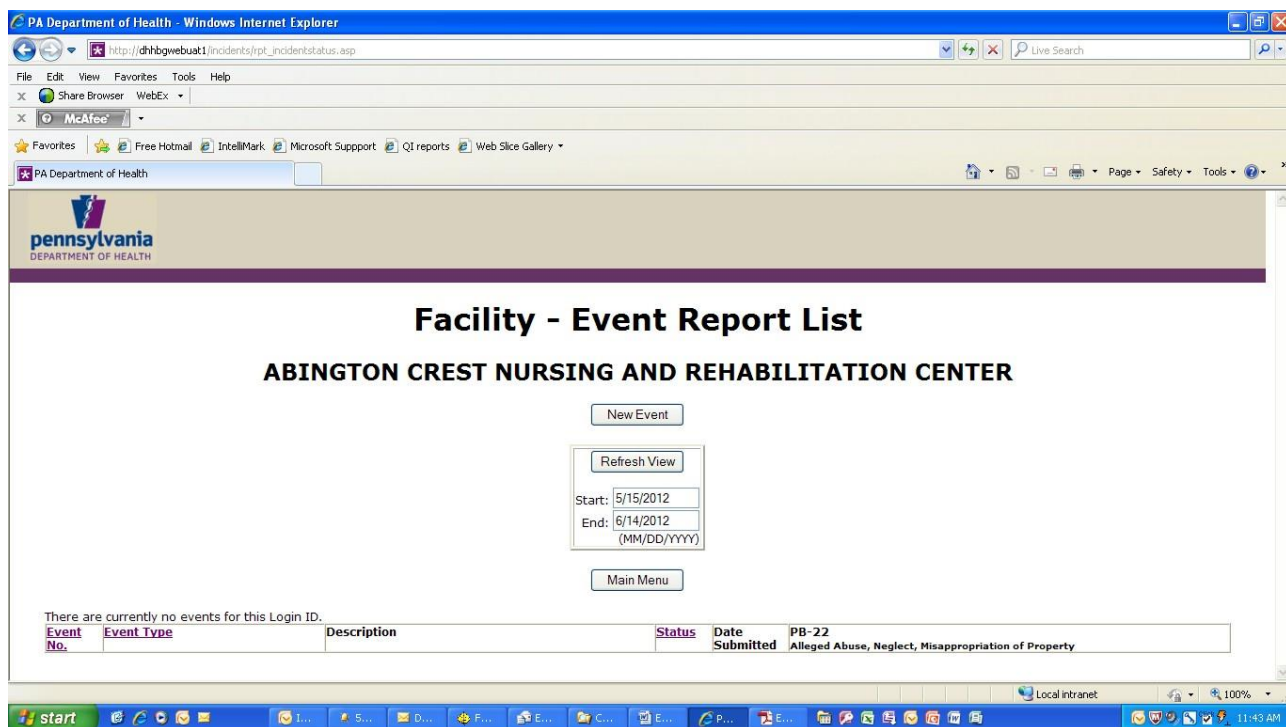 PA Department of Health - Windows Internet Explorer
http://dhhbgwebuat1/incidents/rpt_incidentstatus.asp
Live Search
File Edit View Favorites Tools Help
x Share Browser WebEx
x McAfee
Favorites Free Hotmail IntelliMark Microsoft Suppport QI reports Web Slice Gallery
PA Department of Health
Page Safety Tools
pennsylvania
DEPARTMENT OF HEALTH
Facility - Event Report List
ABINGTON CREST NURSING AND REHABILITATION CENTER
New Event
Refresh View
Start: 5/15/2012
End: 6/14/2012
(MM/DD/YYYY)
Main Menu
There are currently no events for this Login ID.
Event No. Event Type Description Status Date Submitted PB-22
Alleged Abuse, Neglect, Misappropriation of Property
Local intranet 100%
start I... S... D... F... E... C... E... P... E... 11:43 AM